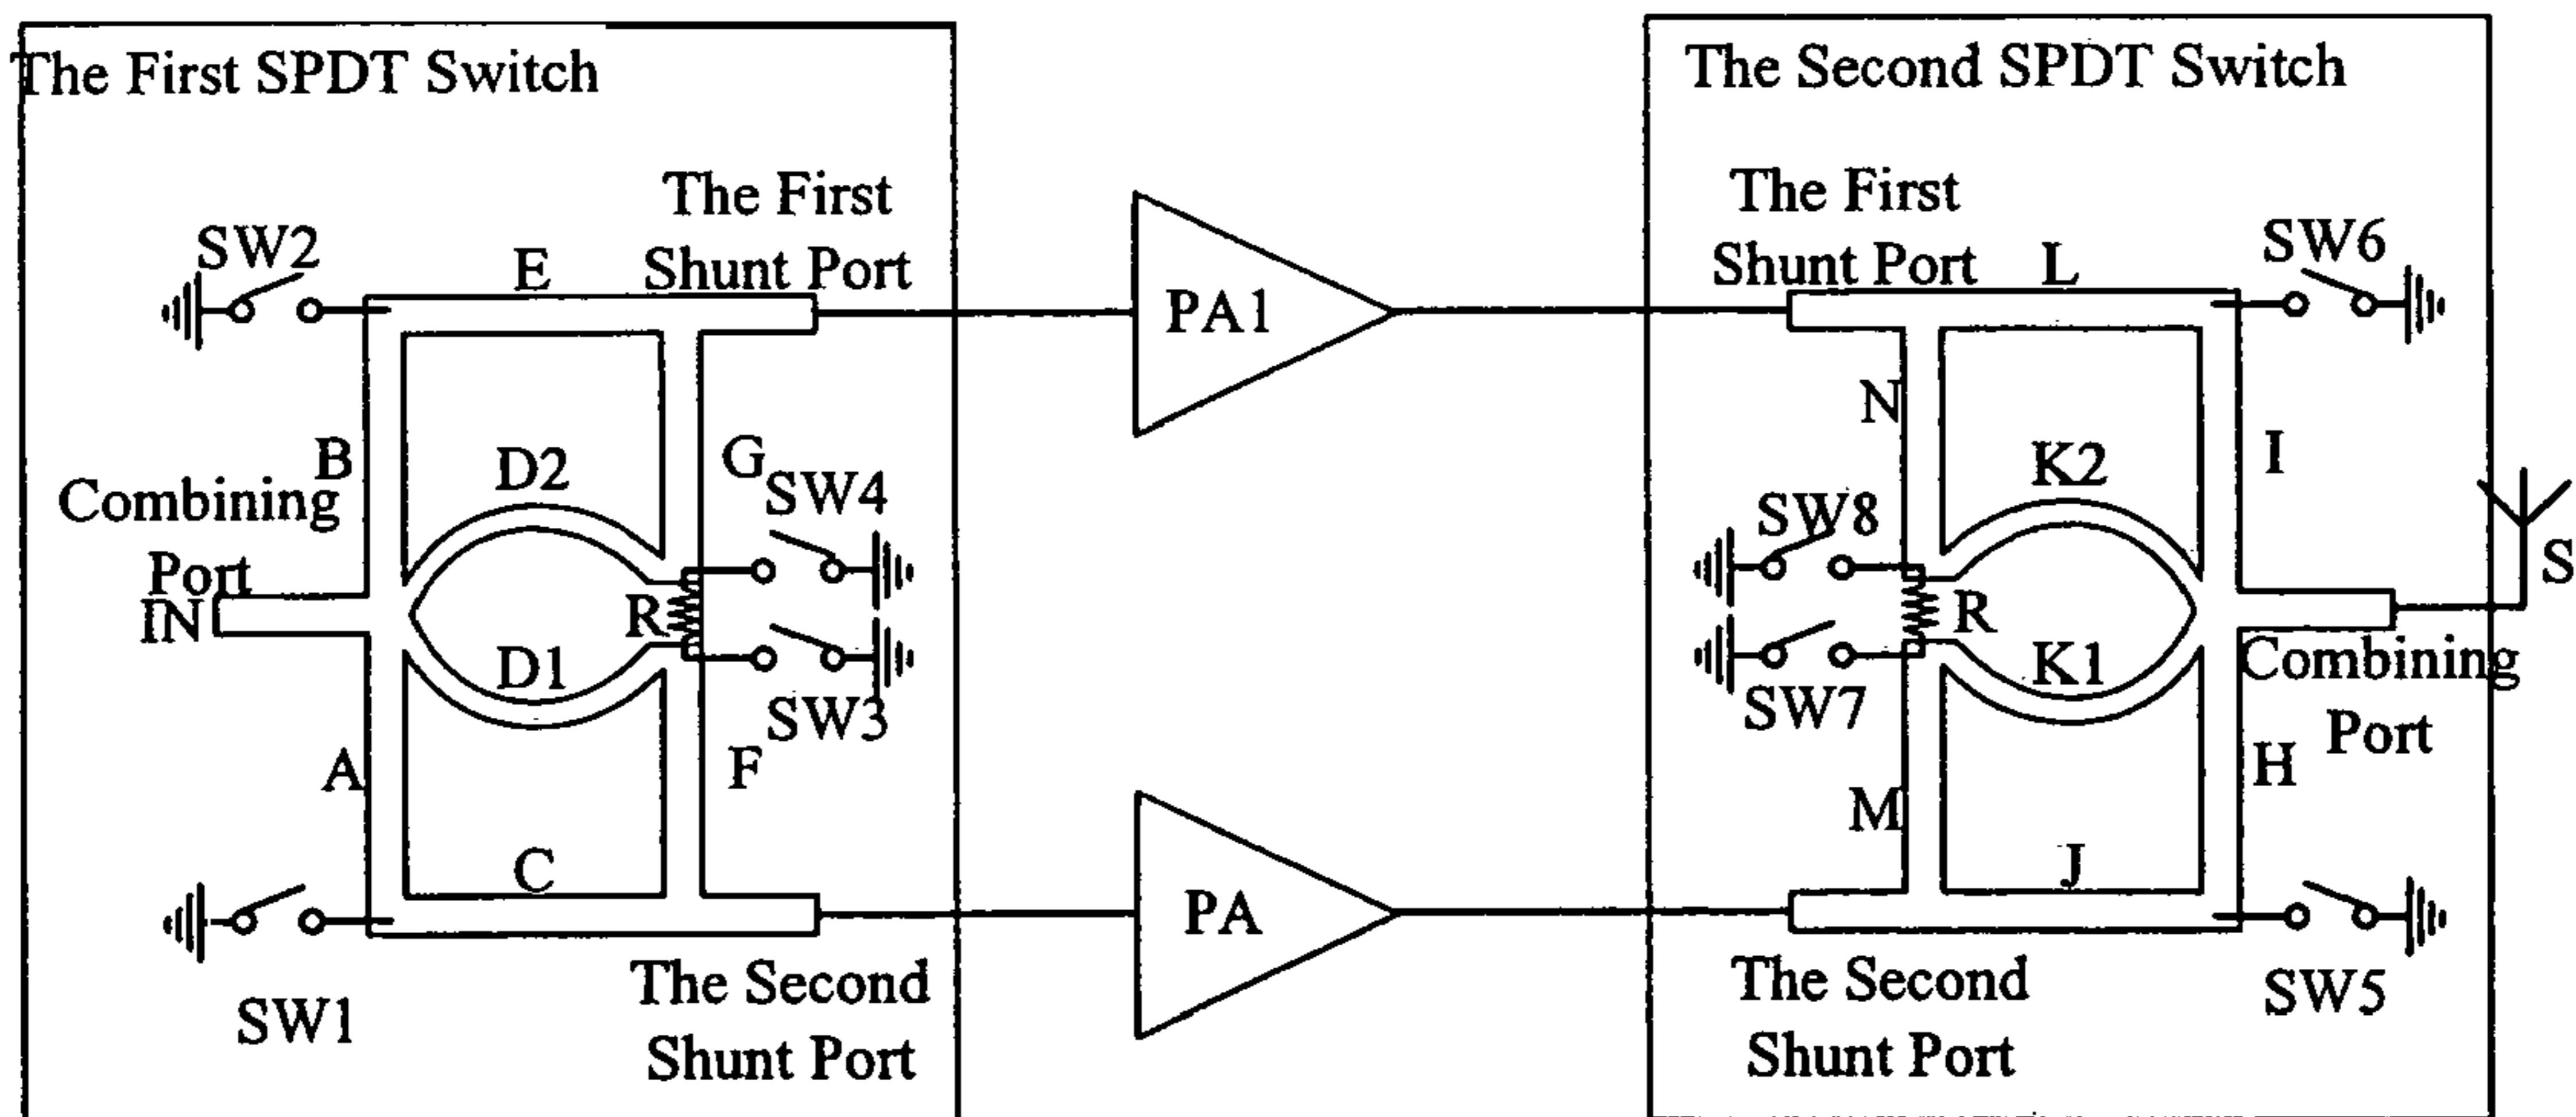 The First SPDT Switch
The Second SPDT Switch
The First
Shunt Port
The First
Shunt Port
SW2
E
L
SW6
PA1
B
D2
G
SW4
N
K2
I
SW8
Combining
Port
IN
R
R
S
D1
SW3
K1
SW7
Combining
Port
A
F
M
H
C
J
PA
SW1
The Second
Shunt Port
The Second
Shunt Port
SW5